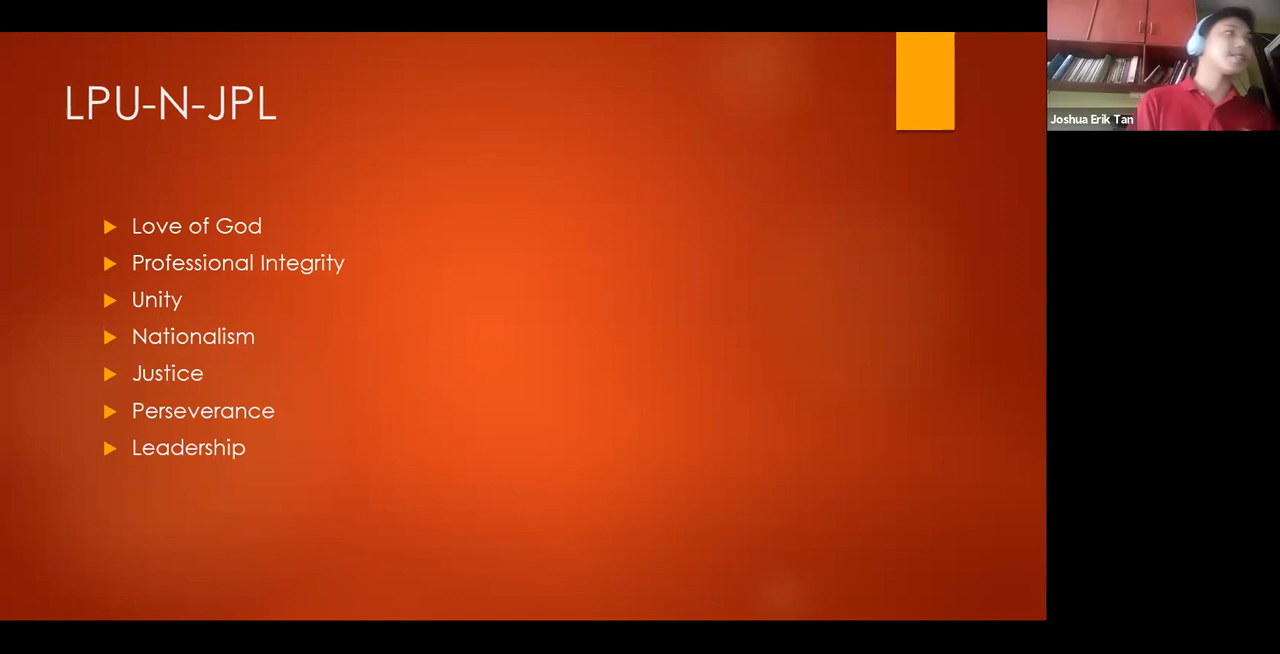 LPU-N-JPL
Love of God
Professional Integrity
Unity
Nationalism
Justice
Perseverance
Leadership
Joshua Erik Tan